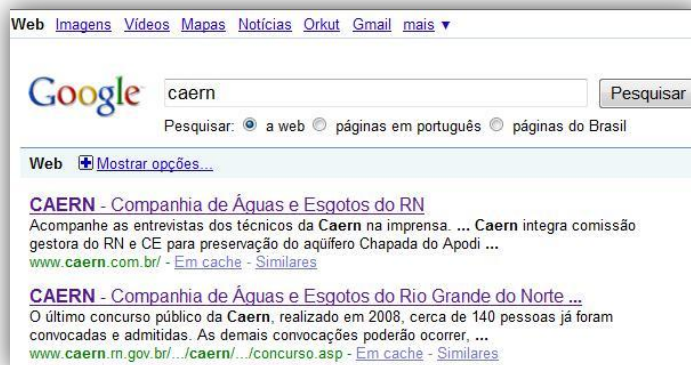 Web Imagens Vídeos Mapas Notícias Orkut Gmail mais ▼
Google caern Pesquisar
Pesquisar: a web páginas em português páginas do Brasil
Web Mostrar opções...
CAERN - Companhia de Águas e Esgotos do RN
Acompanhe as entrevistas dos técnicos da Caern na imprensa. ... Caern integra comissão
gestora do RN e CE para preservação do aqüífero Chapada do Apodi ...
www.caern.com.br/ - Em cache - Similares
CAERN - Companhia de Águas e Esgotos do Rio Grande do Norte ...
O último concurso público da Caern, realizado em 2008, cerca de 140 pessoas já foram
convocadas e admitidas. As demais convocações poderão ocorrer, ...
www.caern.rn.gov.br/.../caern/.../concurso.asp - Em cache - Similares